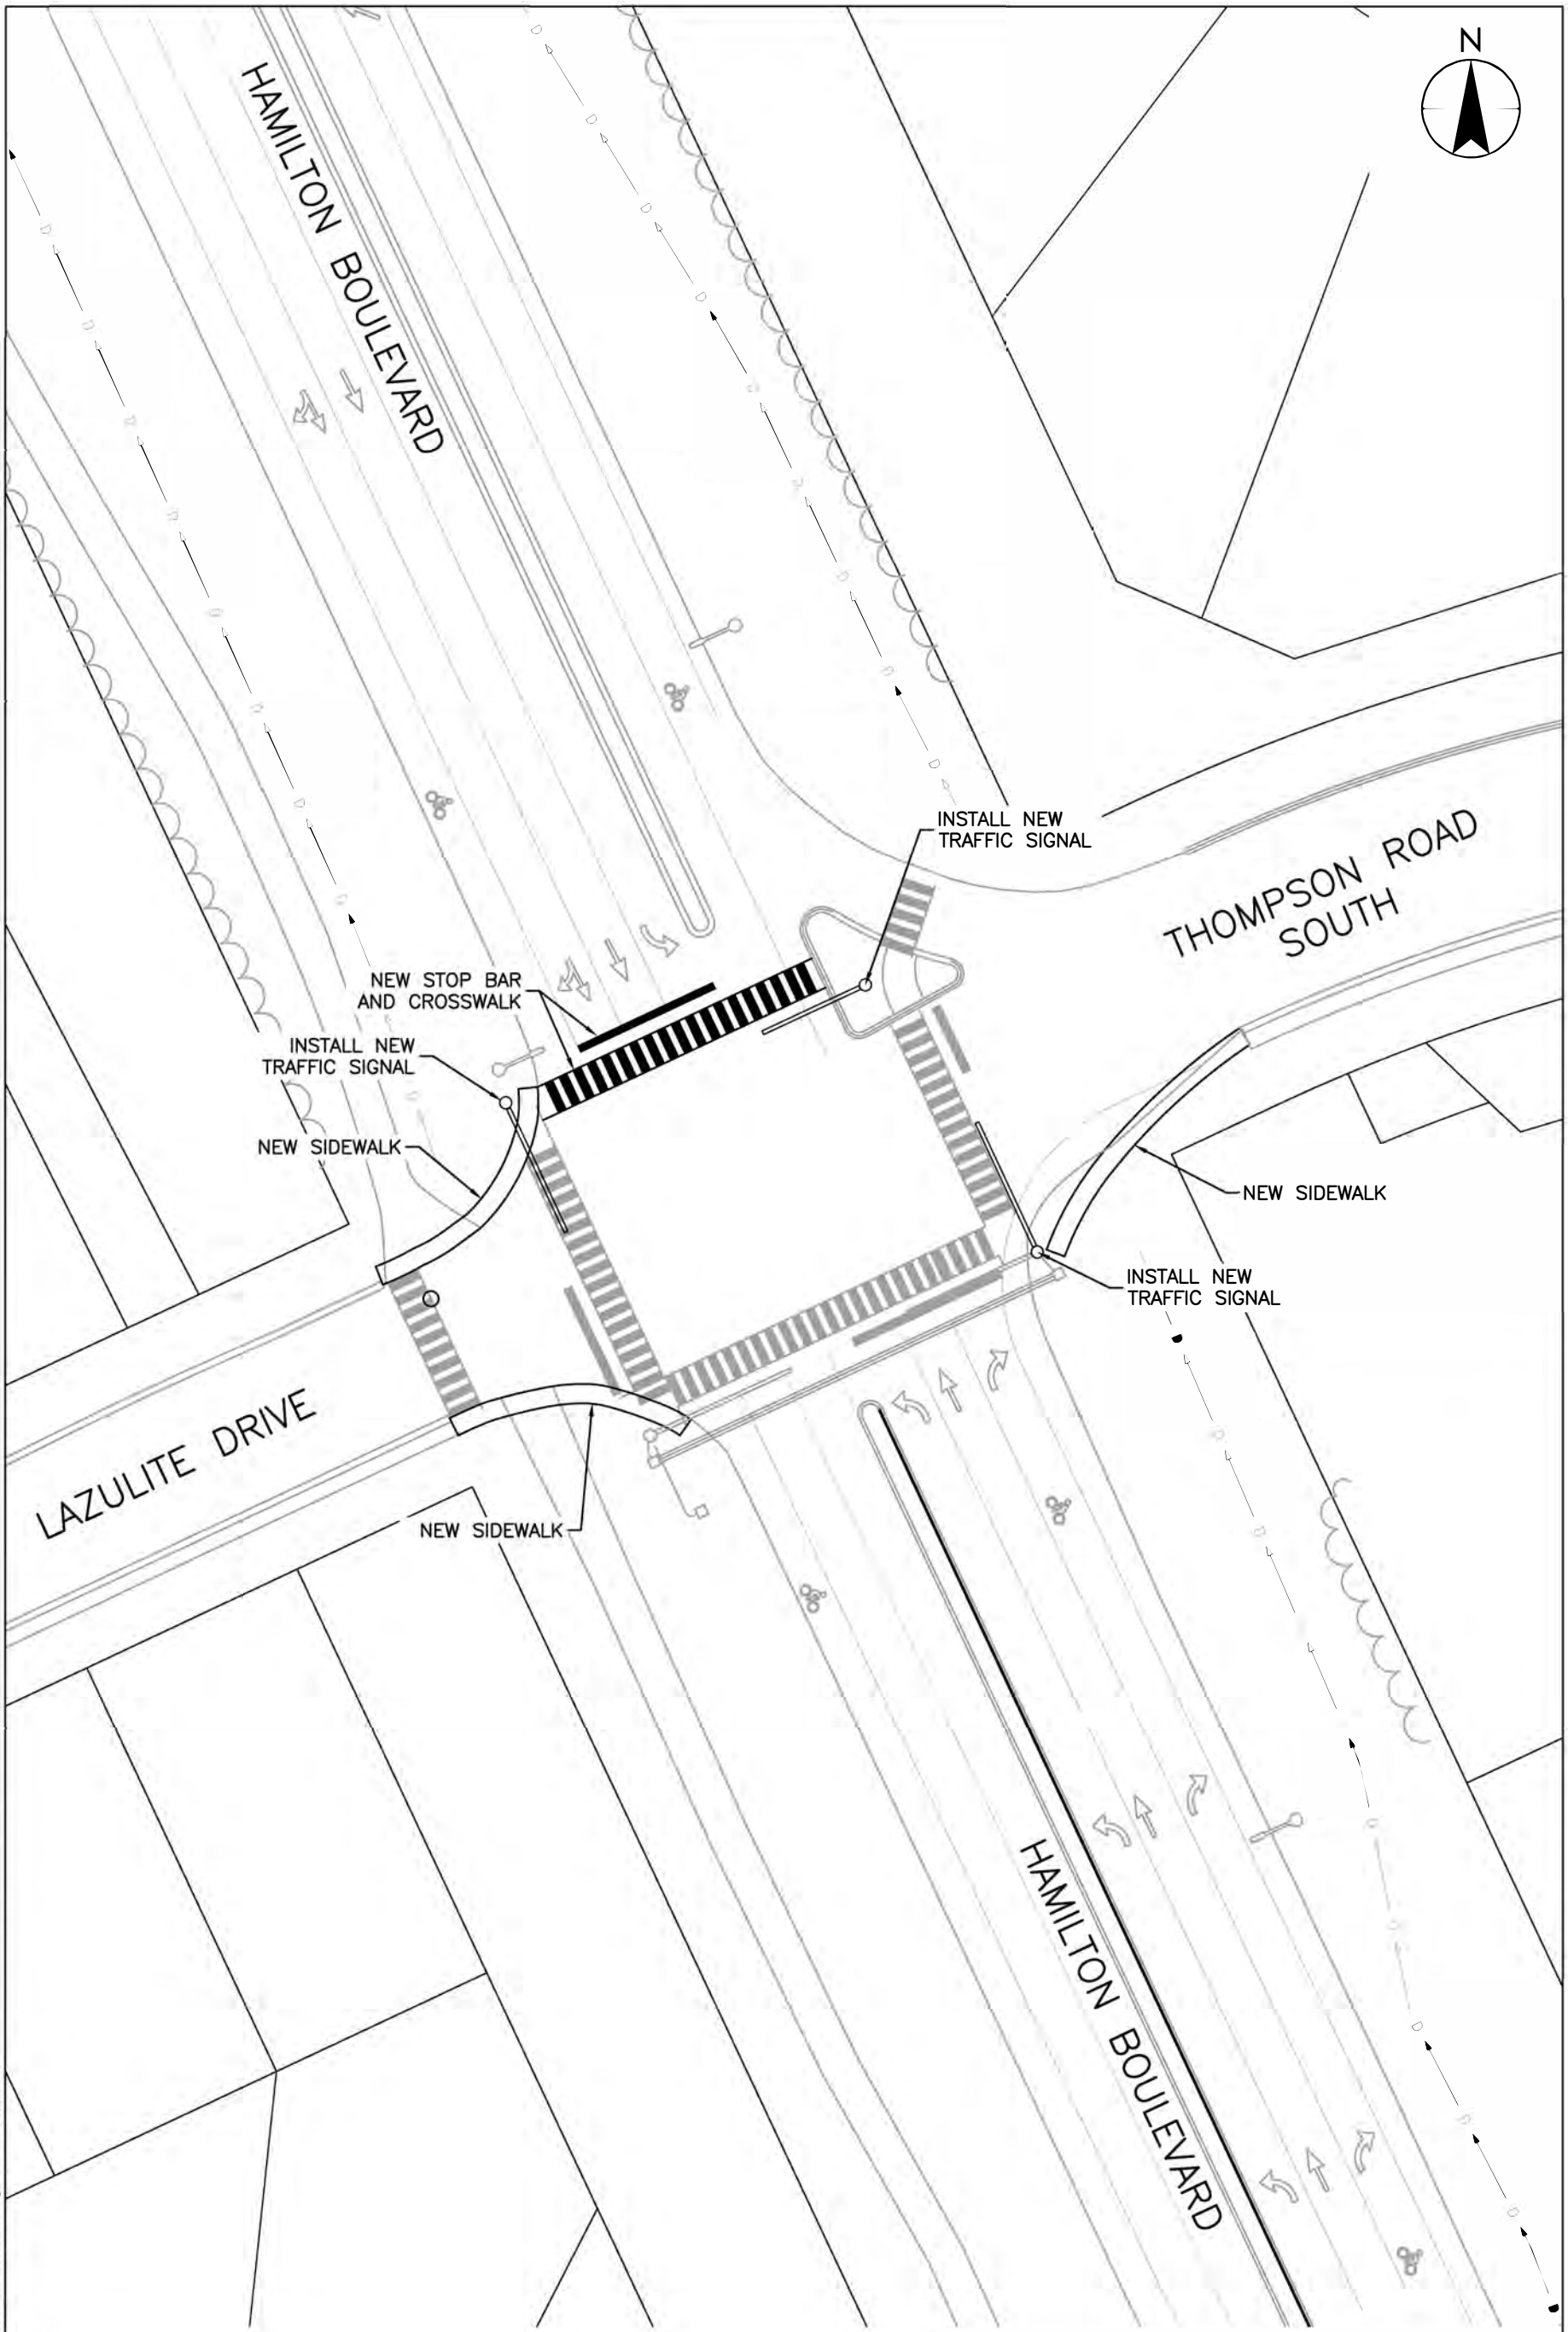 N
HAMILTON BOULEVARD
INSTALL NEW
TRAFFIC SIGNAL
THOMPSON ROAD
SOUTH
NEW STOP BAR
AND CROSSWALK
INSTALL NEW
TRAFFIC SIGNAL
NEW SIDEWALK
NEW SIDEWALK
INSTALL NEW
TRAFFIC SIGNAL
LAZULITE DRIVE
NEW SIDEWALK
HAMILTON BOULEVARD